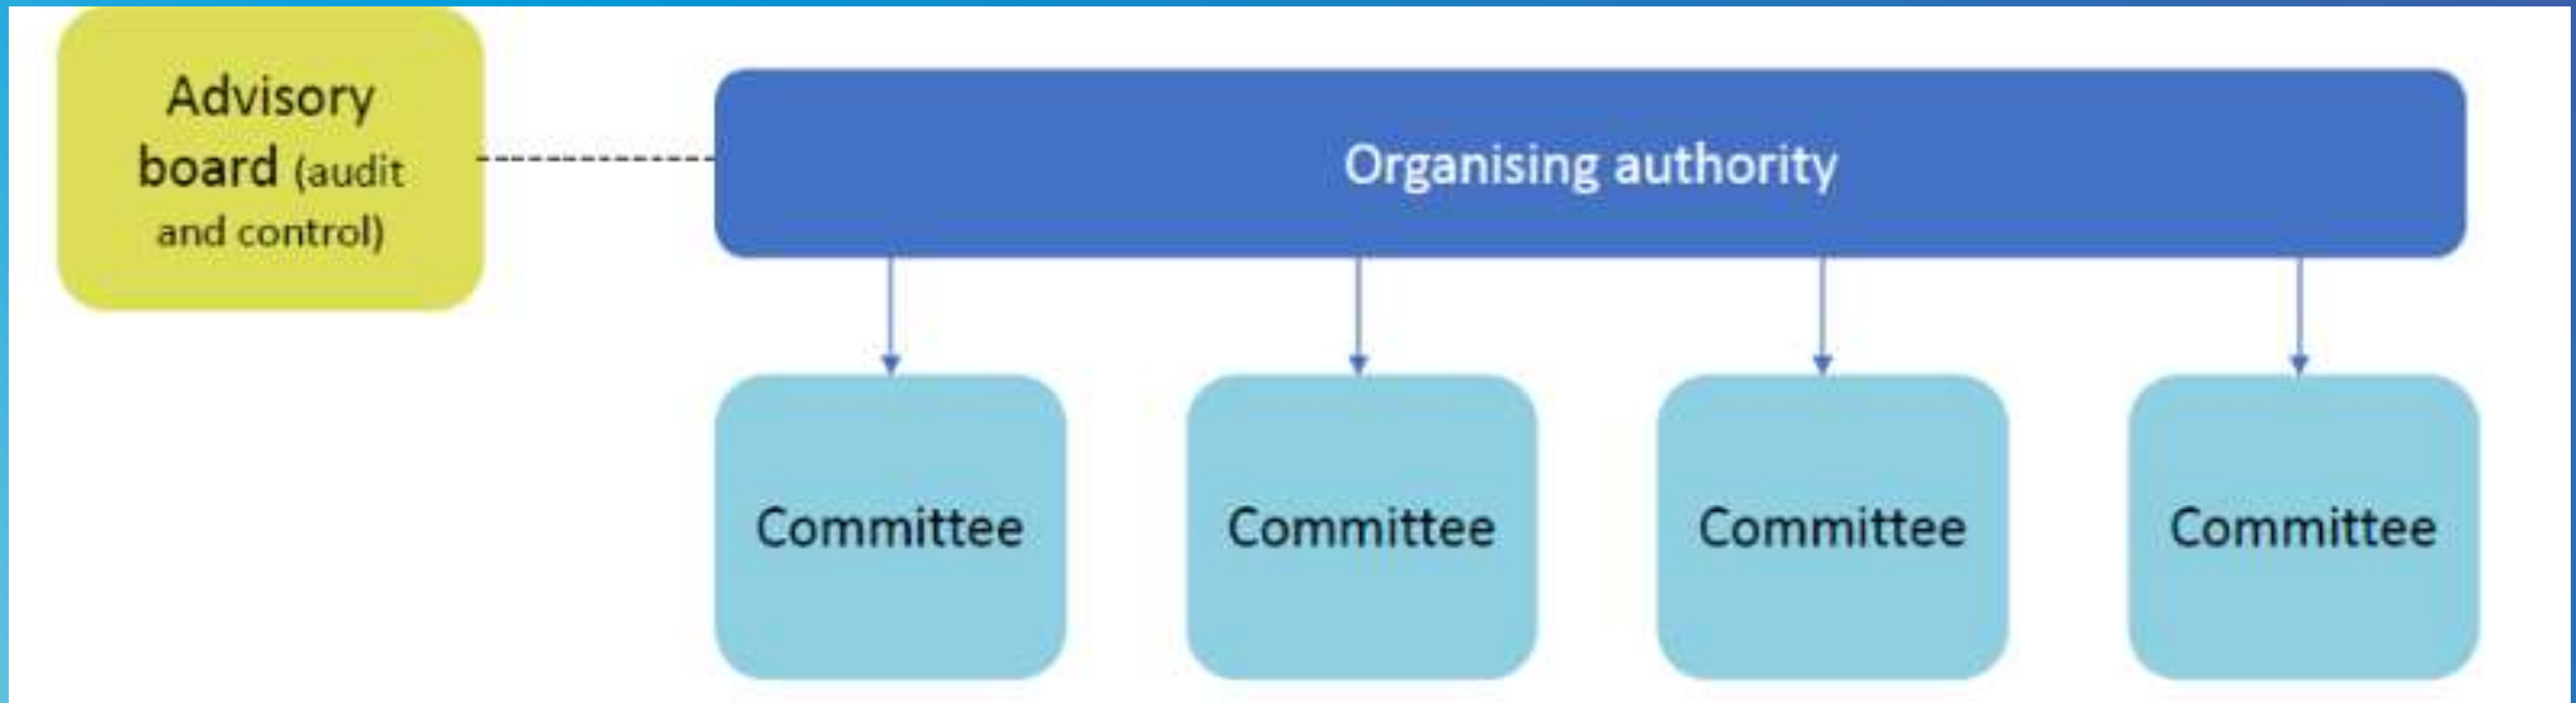 Advisory
board (audit
and control)
Organising authority
Committee
Committee
Committee
Committee